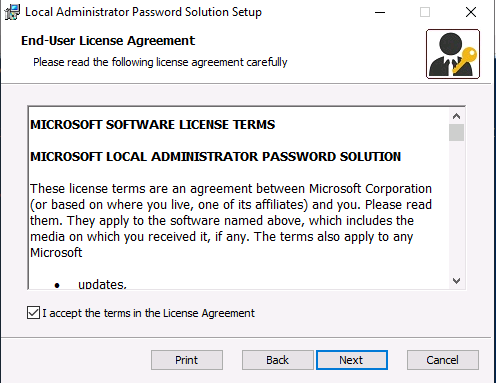 Local Administrator Password Solution Setup
End-User License Agreement
Please read the following license agreement carefully
MICROSOFT SOFTWARE LICENSE TERMS
MICROSOFT LOCAL ADMINISTRATOR PASSWORD SOLUTION
These license terms are an agreement between Microsoft Corporation
(or based on where you live, one of its affiliates) and you. Please read
them. They apply to the software named above, which includes the
media on which you received it, if any. The terms also apply to any
Microsoft
• updates,
I accept the terms in the License Agreement
Print Back Next Cancel